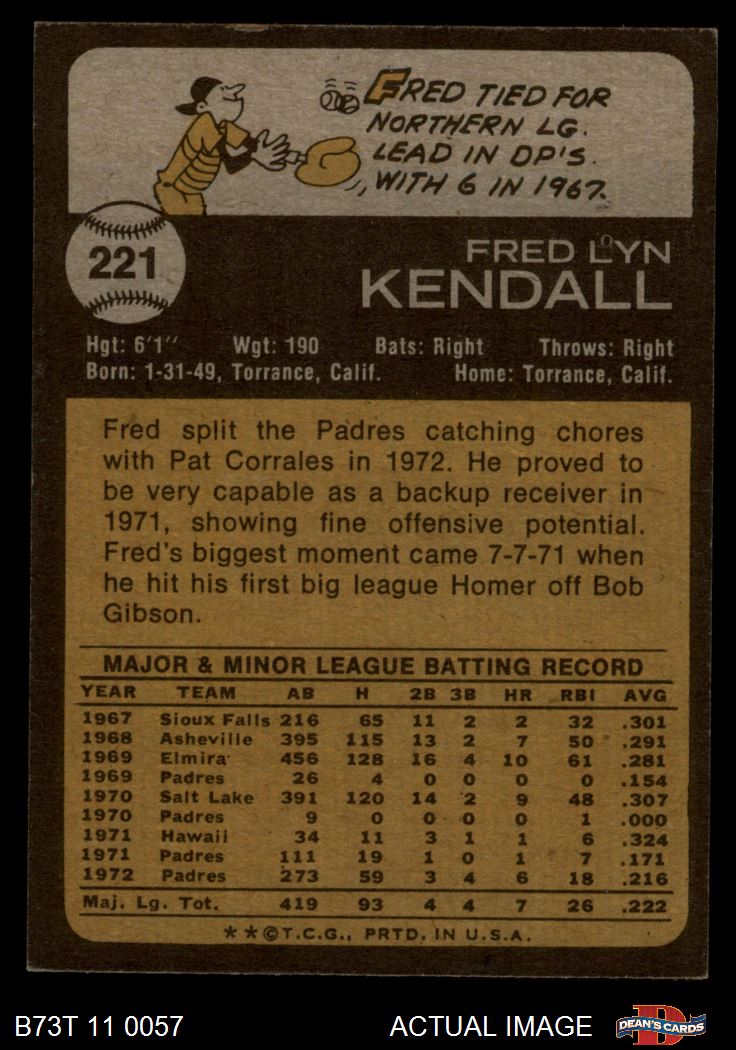 FRED TIED FOR
NORTHERN LG.
LEAD IN DP'S.
WITH 6 IN 1967.
221
FRED LYN
KENDALL
Hgt: 6'1" Wgt: 190 Bats: Right Throws: Right
Born: 1-31-49, Torrance, Calif. Home: Torrance, Calif.
Fred split the Padres catching chores
with Pat Corrales in 1972. He proved to
be very capable as a backup receiver in
1971, showing fine offensive potential.
Fred's biggest moment came 7-7-71 when
he hit his first big league Homer off Bob
Gibson.
MAJOR & MINOR LEAGUE BATTING RECORD
YEAR TEAM AB H 2B 3B HR RBI AVG
1967 Sioux Falls 216 65 11 2 2 32 .301
1968 Asheville 395 115 13 2 7 50 .291
1969 Elmira 456 128 16 4 10 61 .281
1969 Padres 26 4 0 0 0 0 .154
1970 Salt Lake 391 120 14 2 9 48 .307
1970 Padres 9 0 0 0 0 1 .000
1971 Hawaii 34 11 3 1 1 6 .324
1971 Padres 111 19 1 0 1 7 .171
1972 Padres 273 59 3 4 6 18 .216
Maj. Lg. Tot. 419 93 4 4 7 26 .222
**©T.C.G., PRTD. IN U.S.A.
B73T 11 0057 ACTUAL IMAGE DEAN'S CARDS